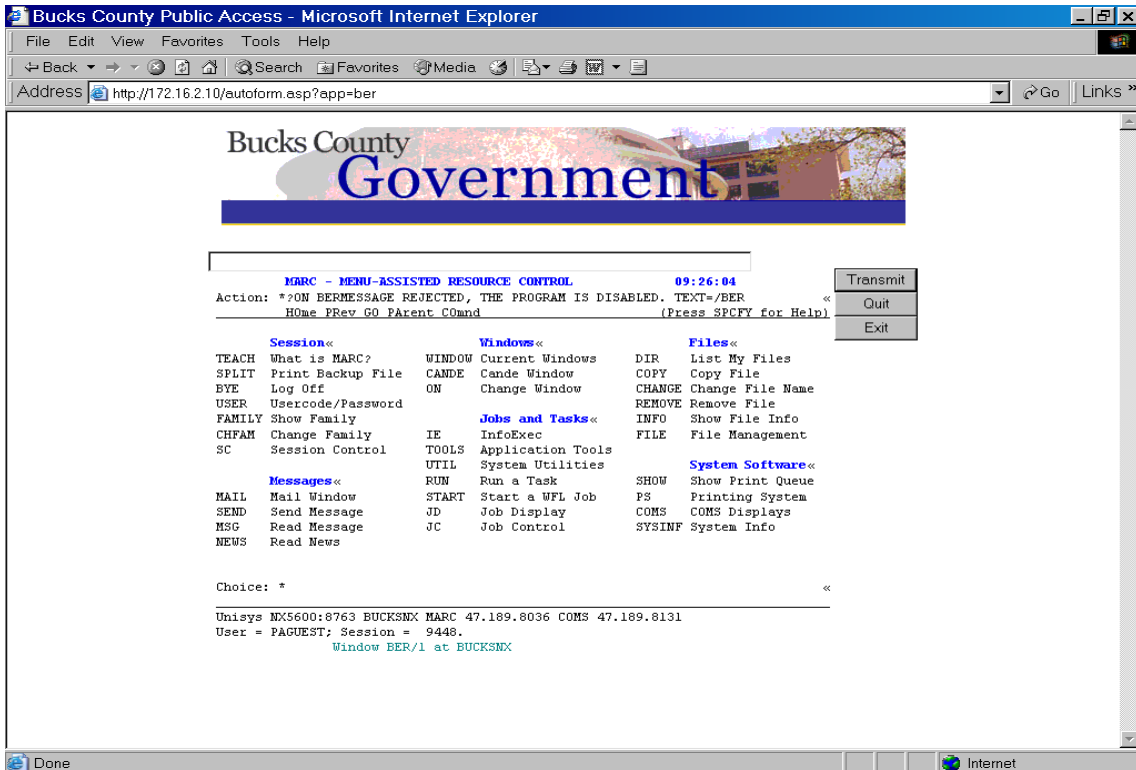 Bucks County Public Access - Microsoft Internet Explorer
File Edit View Favorites Tools Help
Back Search Favorites Media
Address http://172.16.2.10/autoform.asp?app=ber Go Links »
Bucks County
Government
MARC - MENU-ASSISTED RESOURCE CONTROL 09:26:04
Action: *?ON BERMESSAGE REJECTED, THE PROGRAM IS DISABLED. TEXT=/BER «
HOme PRev GO PArent COmnd (Press SPCFY for Help)
Transmit
Quit
Exit
Session« Windows« Files«
TEACH What is MARC? WINDOW Current Windows DIR List My Files
SPLIT Print Backup File CANDE Cande Window COPY Copy File
BYE Log Off ON Change Window CHANGE Change File Name
USER Usercode/Password REMOVE Remove File
FAMILY Show Family Jobs and Tasks« INFO Show File Info
CHFAM Change Family IE InfoExec FILE File Management
SC Session Control TOOLS Application Tools
UTIL System Utilities System Software«
Messages« RUN Run a Task SHOW Show Print Queue
MAIL Mail Window START Start a WFL Job PS Printing System
SEND Send Message JD Job Display COMS COMS Displays
MSG Read Message JC Job Control SYSINF System Info
NEWS Read News
Choice: * «
Unisys NX5600:8763 BUCKSNX MARC 47.189.8036 COMS 47.189.8131
User = PAGUEST; Session = 9448.
Window BER/1 at BUCKSNX
Done Internet